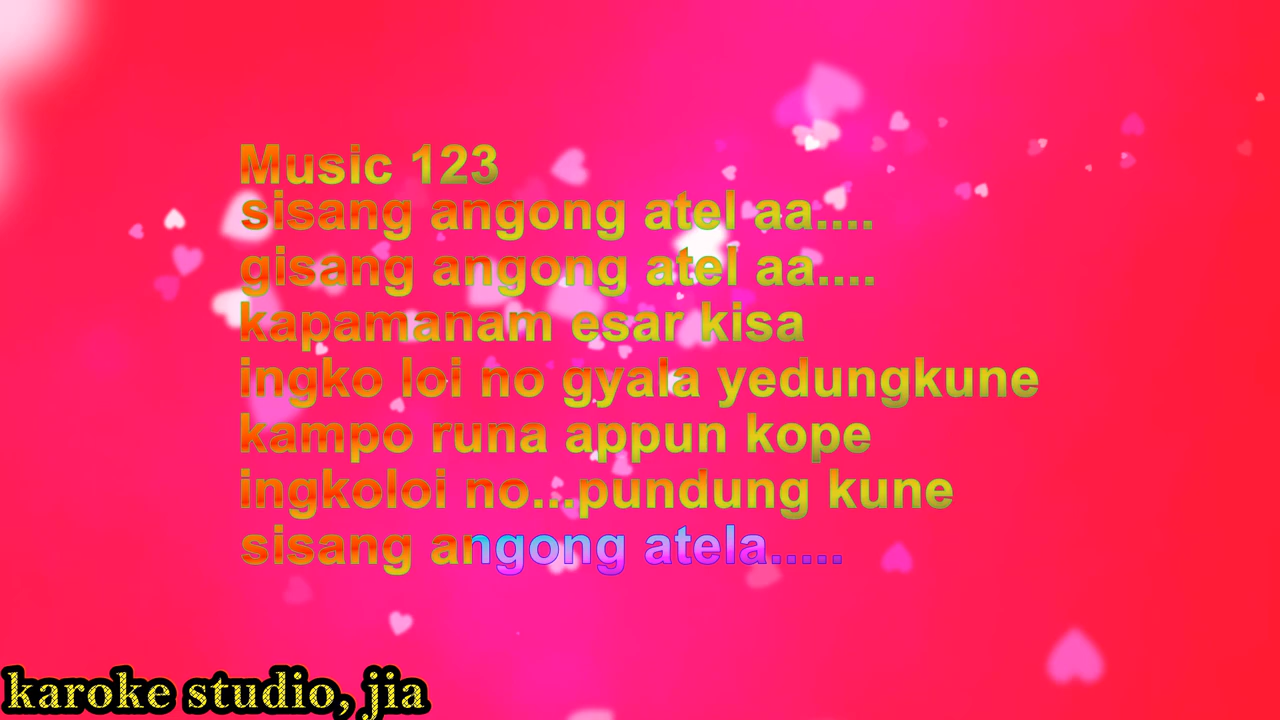 Music 123
sisang angong atel aa....
gisang angong atel aa....
kapamanam esar kisa
ingko loi no gyala yedungkune
kampo runa appun kope
ingkoloi no...pundung kune
sisang angong atela.....
karoke studio, jia